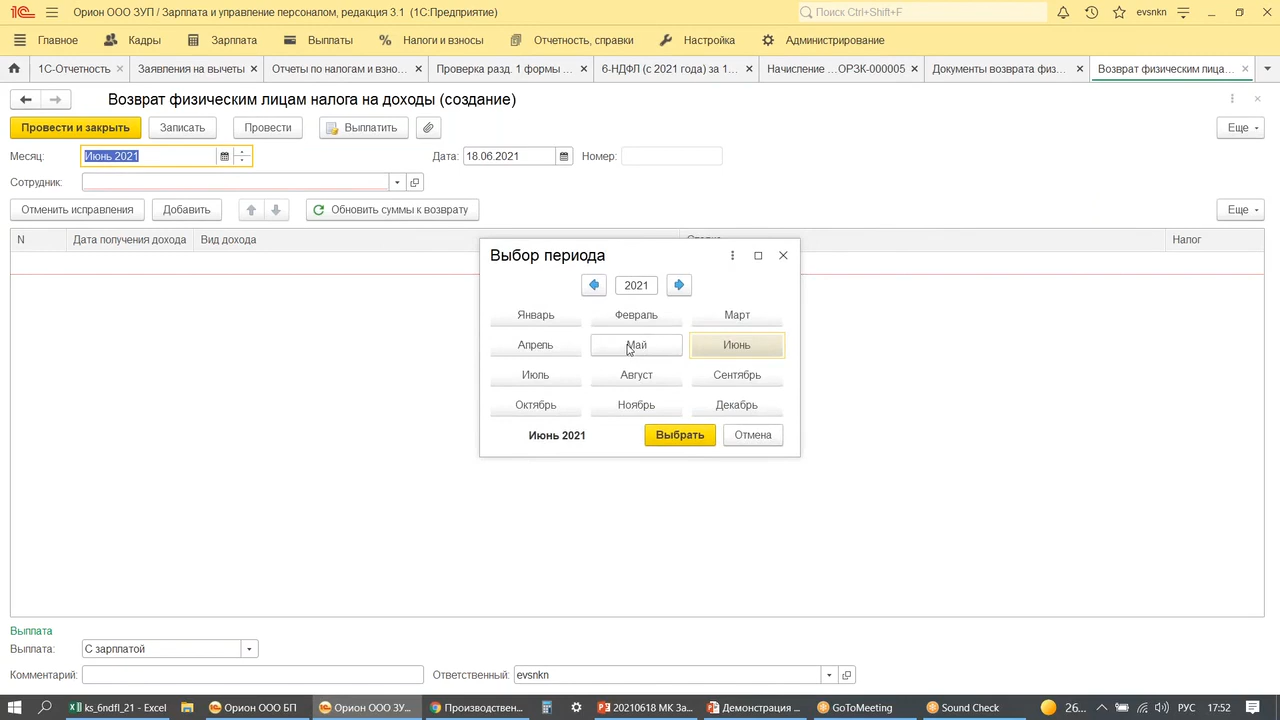 Орион ООО ЗУП / Зарплата и управление персоналом, редакция 3.1 (1С:Предприятие)
Поиск Ctrl+Shift+F
evsnkn
Главное Кадры Зарплата Выплаты Налоги и взносы Отчетность, справки Настройка Администрирование
1С-Отчетность Заявления на вычеты Отчеты по налогам и взно... Проверка разд. 1 формы ... 6-НДФЛ (с 2021 года) за 1... Начисление ...ОРЗК-000005 Документы возврата физ... Возврат физическим лица...
Возврат физическим лицам налога на доходы (создание)
Провести и закрыть Записать Провести Выплатить Еще
Месяц: Июнь 2021 Дата: 18.06.2021 Номер:
Сотрудник:
Отменить исправления Добавить Обновить суммы к возврату Еще
N Дата получения дохода Вид дохода Налог
Выбор периода
2021
Январь Февраль Март
Апрель Май Июнь
Июль Август Сентябрь
Октябрь Ноябрь Декабрь
Июнь 2021 Выбрать Отмена
Выплата
Выплата: С зарплатой
Комментарий: Ответственный: evsnkn
ks_6ndfl_21 - Excel Орион ООО БП Орион ООО ЗУ... Производственн... 20210618 МК За... Демонстрация ... GoToMeeting Sound Check 26... РУС 17:52